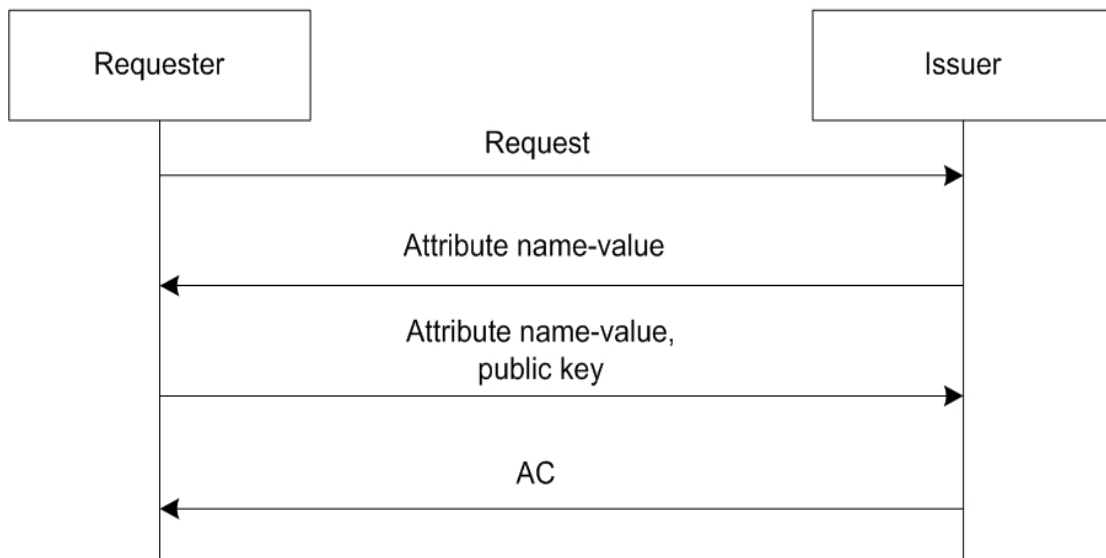 Requester
Issuer
Request
Attribute name-value
Attribute name-value,
public key
AC